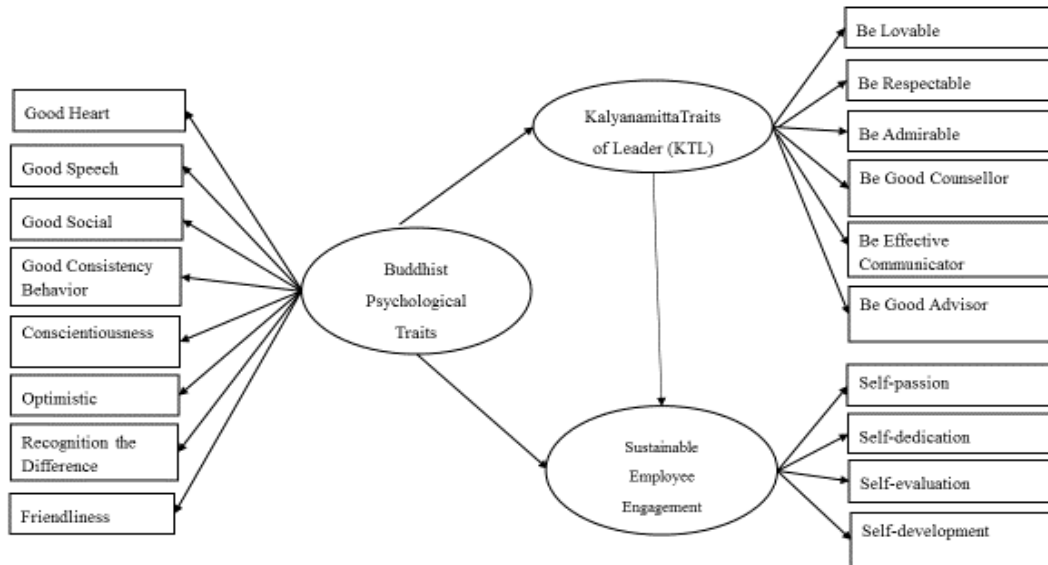 Good Heart
Good Speech
Good Social
Good Consistency
Behavior
Conscientiousness
Optimistic
Recognition the
Difference
Friendliness
Buddhist
Psychological
Traits
KalyanamittaTraits
of Leader (KTL)
Sustainable
Employee
Engagement
Be Lovable
Be Respectable
Be Admirable
Be Good Counsellor
Be Effective
Communicator
Be Good Advisor
Self-passion
Self-dedication
Self-evaluation
Self-development